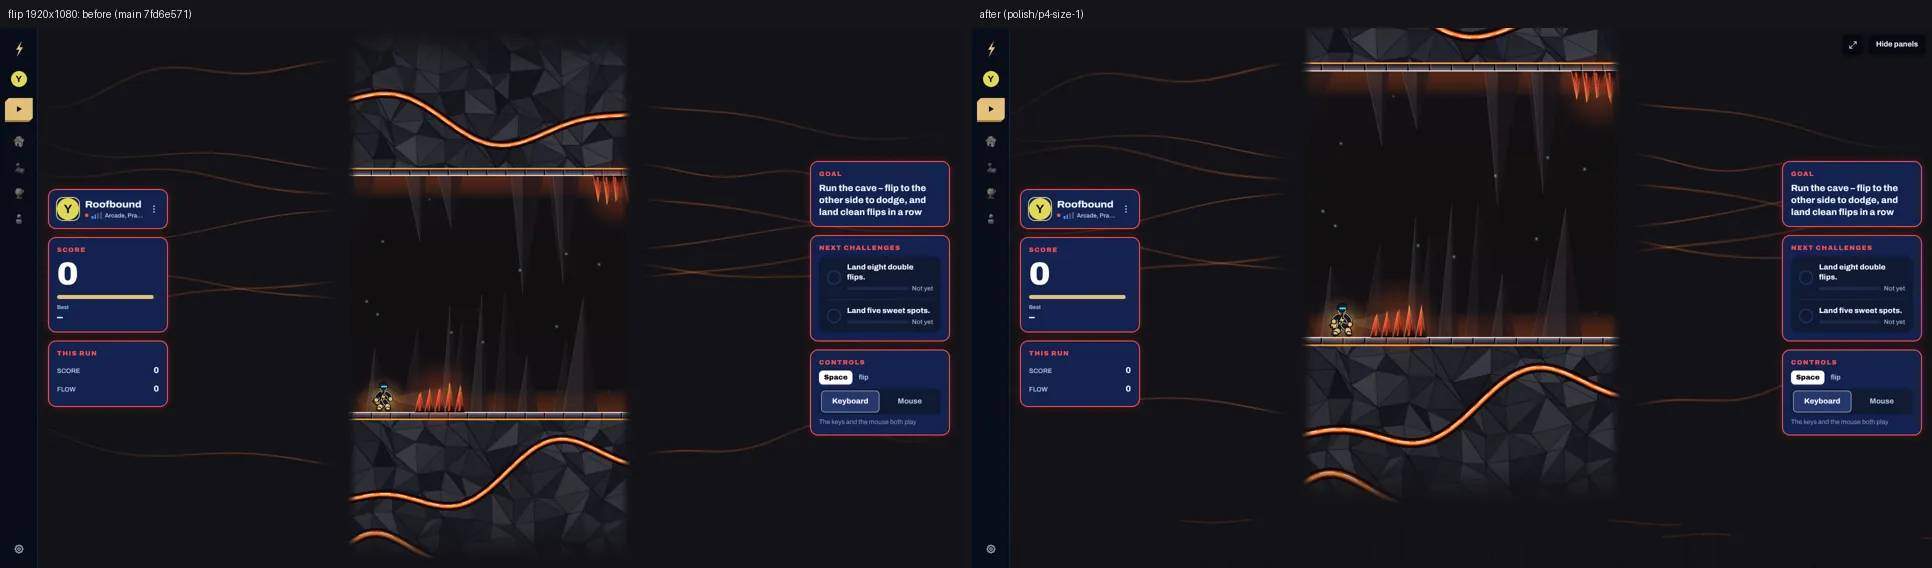 flip 1920x1080: before (main 7fd6e571)
Y
Y
Roofbound
Arcade, Pra...
SCORE
0
Best
–
THIS RUN
SCORE 0
FLOW 0
GOAL
Run the cave – flip to the
other side to dodge, and
land clean flips in a row
NEXT CHALLENGES
Land eight double
flips.
Not yet
Land five sweet spots.
Not yet
CONTROLS
Space flip
Keyboard Mouse
The keys and the mouse both play
after (polish/p4-size-1)
Hide panels
Y
Y
Roofbound
Arcade, Pra...
SCORE
0
Best
–
THIS RUN
SCORE 0
FLOW 0
GOAL
Run the cave – flip to the
other side to dodge, and
land clean flips in a row
NEXT CHALLENGES
Land eight double
flips.
Not yet
Land five sweet spots.
Not yet
CONTROLS
Space flip
Keyboard Mouse
The keys and the mouse both play